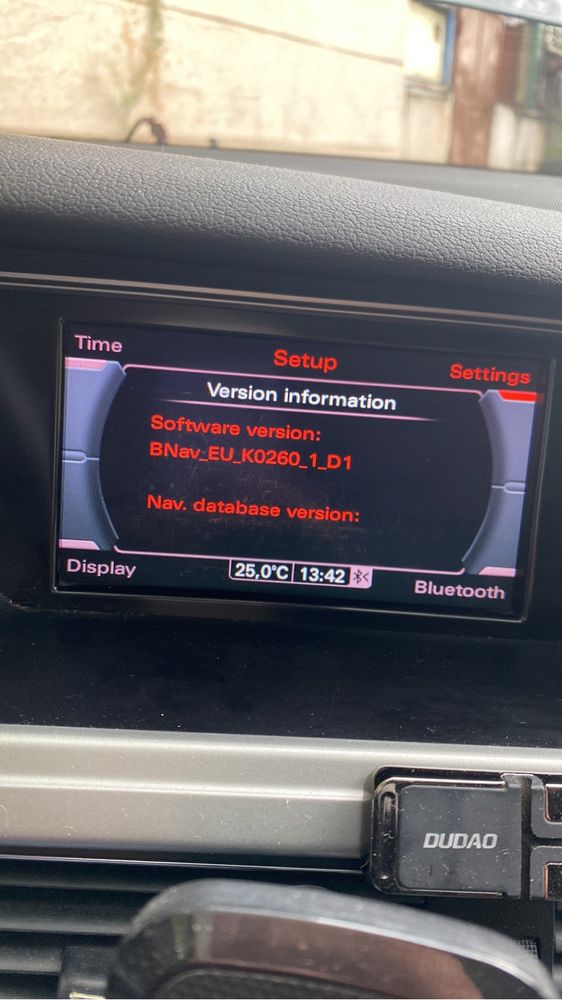 Time
Setup
Settings
Version information
Software version:
BNav_EU_K0260_1_D1
Nav. database version:
Display
25,0°C 13:42
Bluetooth
DUDAO